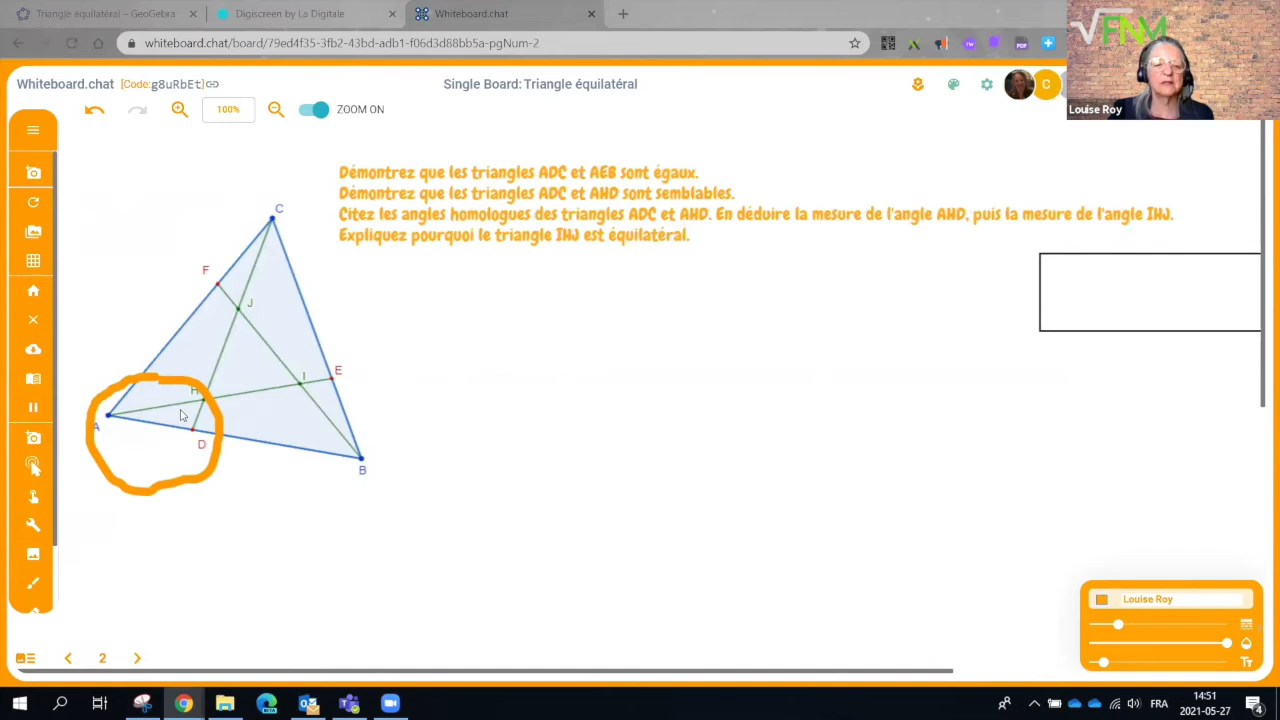 Triangle équilatéral – GeoGebra
Digiscreen by La Digitale
Whiteboard.chat
whiteboard.chat/board/79ed4f35-3fb2-43bd-adb1-f06d3d88bb5a-pgNum-2
PDF
√FNM
Louise Roy
Whiteboard.chat [Code:g8uRbEt]
Single Board: Triangle équilatéral
C
100%
ZOOM ON
Démontrez que les triangles ADC et AEB sont égaux.
Démontrez que les triangles ADC et AHD sont semblables.
Citez les angles homologues des triangles ADC et AHD. En déduire la mesure de l'angle AHD, puis la mesure de l'angle IHJ.
Expliquez pourquoi le triangle IHJ est équilatéral.
C
F
J
E
I
H
A
D
B
Louise Roy
Tт
2
14:51
FRA
2021-05-27
4